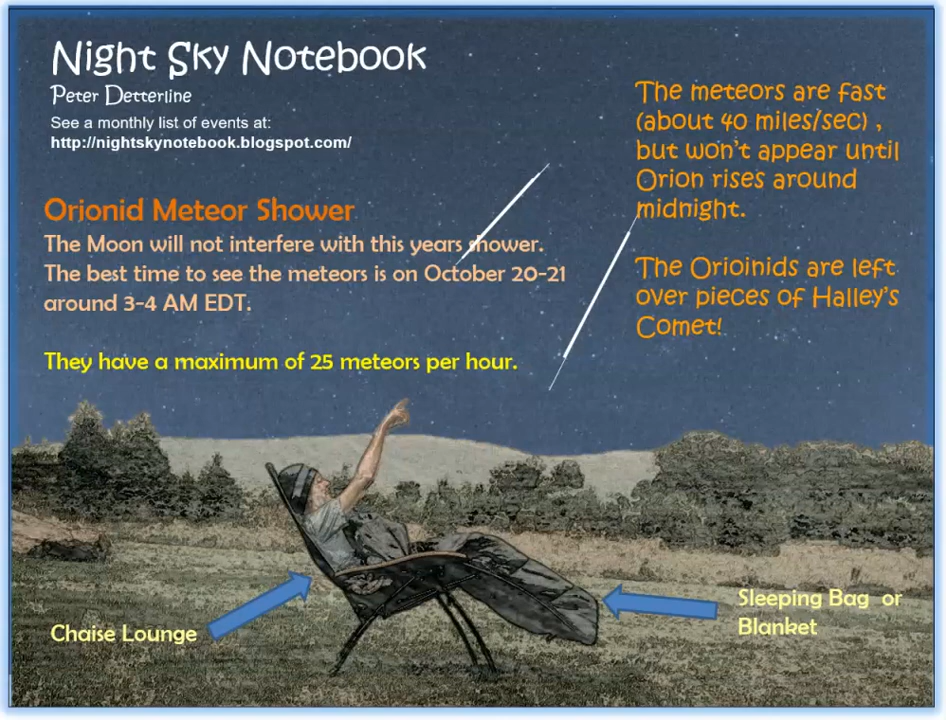 Night Sky Notebook
Peter Detterline
See a monthly list of events at:
http://nightskynotebook.blogspot.com/
Orionid Meteor Shower
The Moon will not interfere with this years shower.
The best time to see the meteors is on October 20-21
around 3-4 AM EDT.
They have a maximum of 25 meteors per hour.
The meteors are fast
(about 40 miles/sec) ,
but won't appear until
Orion rises around
midnight.
The Orioinids are left
over pieces of Halley's
Comet!
Chaise Lounge
Sleeping Bag or
Blanket